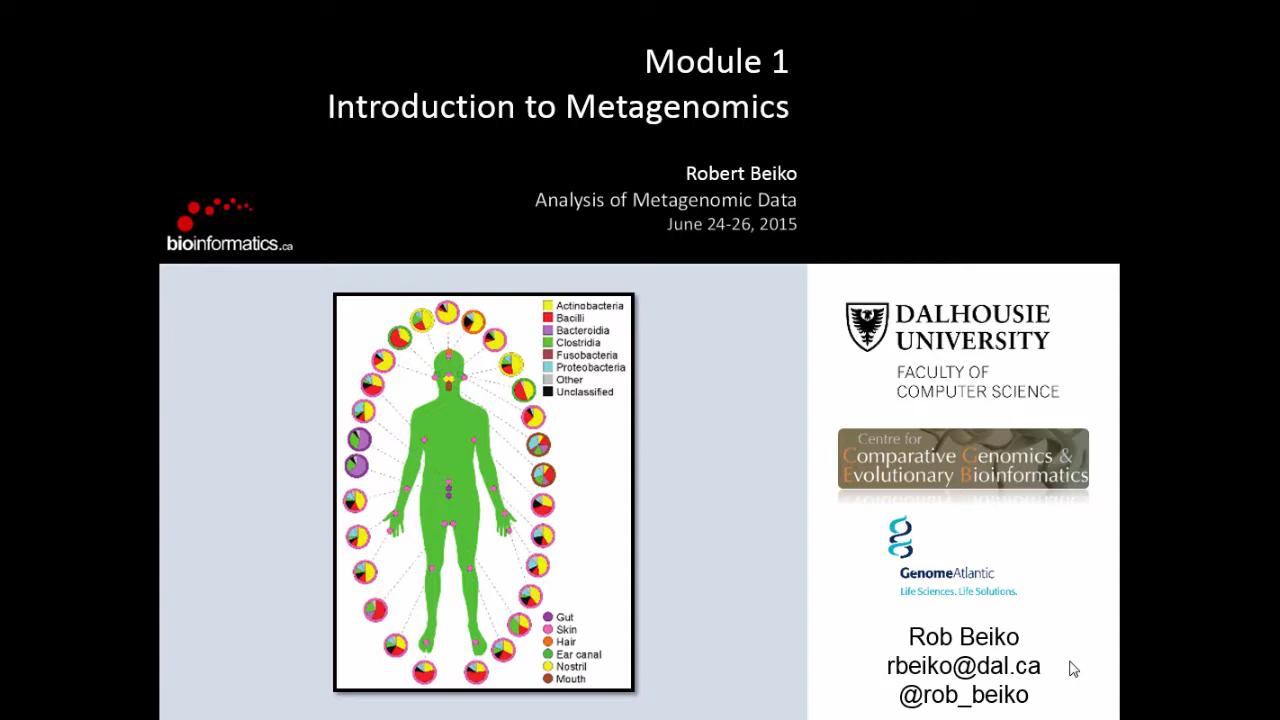 Module 1
Introduction to Metagenomics
Robert Beiko
Analysis of Metagenomic Data
June 24-26, 2015
bioinformatics.ca
Actinobacteria
Bacilli
Bacteroidia
Clostridia
Fusobacteria
Proteobacteria
Other
Unclassified
Gut
Skin
Hair
Ear canal
Nostril
Mouth
DALHOUSIE
UNIVERSITY
FACULTY OF
COMPUTER SCIENCE
Centre for
Comparative Genomics &
Evolutionary Bioinformatics
GenomeAtlantic
Life Sciences. Life Solutions.
Rob Beiko
rbeiko@dal.ca
@rob_beiko